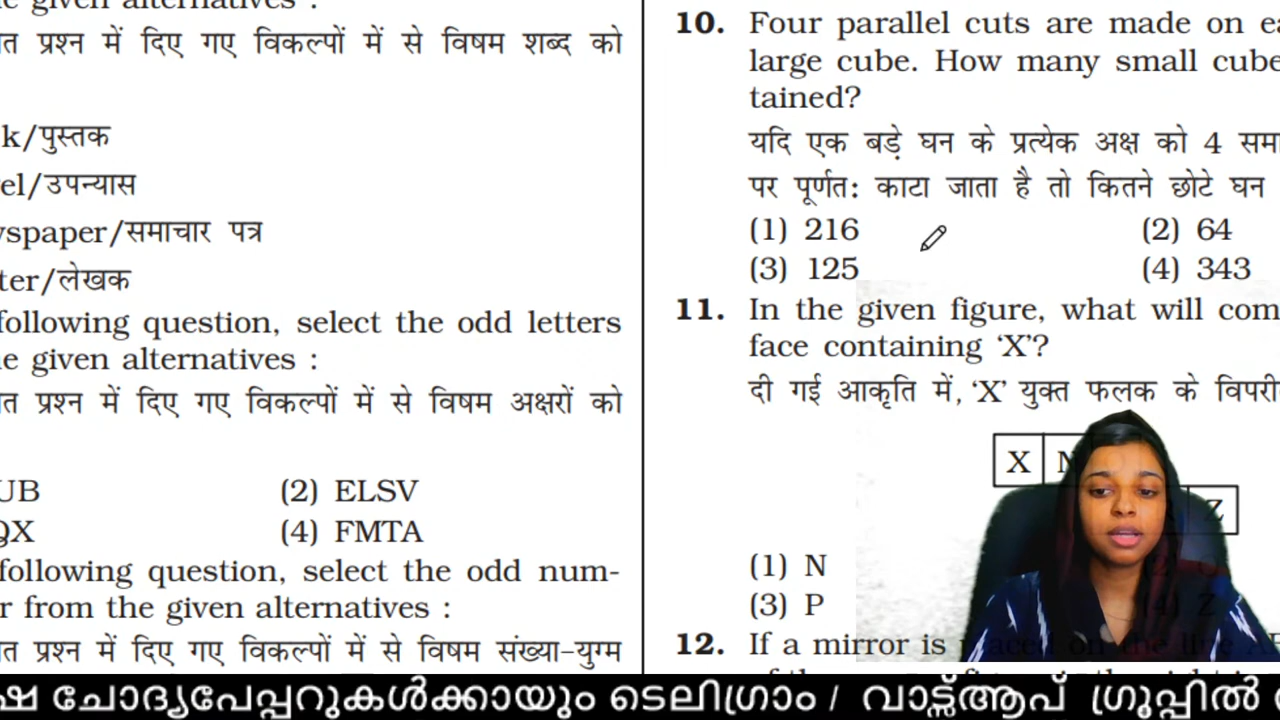 e given alternatives :
त प्रश्न में दिए गए विकल्पों में से विषम शब्द को
k/पुस्तक
el/उपन्यास
vspaper/समाचार पत्र
ter/लेखक
following question, select the odd letters
e given alternatives :
त प्रश्न में दिए गए विकल्पों में से विषम अक्षरों को
UB (2) ELSV
QX (4) FMTA
following question, select the odd num-
r from the given alternatives :
त प्रश्न में दिए गए विकल्पों में से विषम संख्या-युग्म
10. Four parallel cuts are made on ea
large cube. How many small cube
tained?
यदि एक बड़े घन के प्रत्येक अक्ष को 4 समा
पर पूर्णत: काटा जाता है तो कितने छोटे घन
(1) 216 (2) 64
(3) 125 (4) 343
11. In the given figure, what will com
face containing ‘X’?
दी गई आकृति में, ‘X’ युक्त फलक के विपरी
X N
Z
(1) N
(3) P (4) Z
12. If a mirror is placed on the line
ഷ ചോദ്യപേപ്പറുകൾക്കായും ടെലിഗ്രാം / വാട്ട്സ്ആപ് ഗ്രൂപ്പിൽ